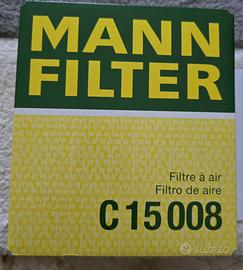 MANN
FILTER
Filtre à air
Filtro de aire
C 15 008
subito